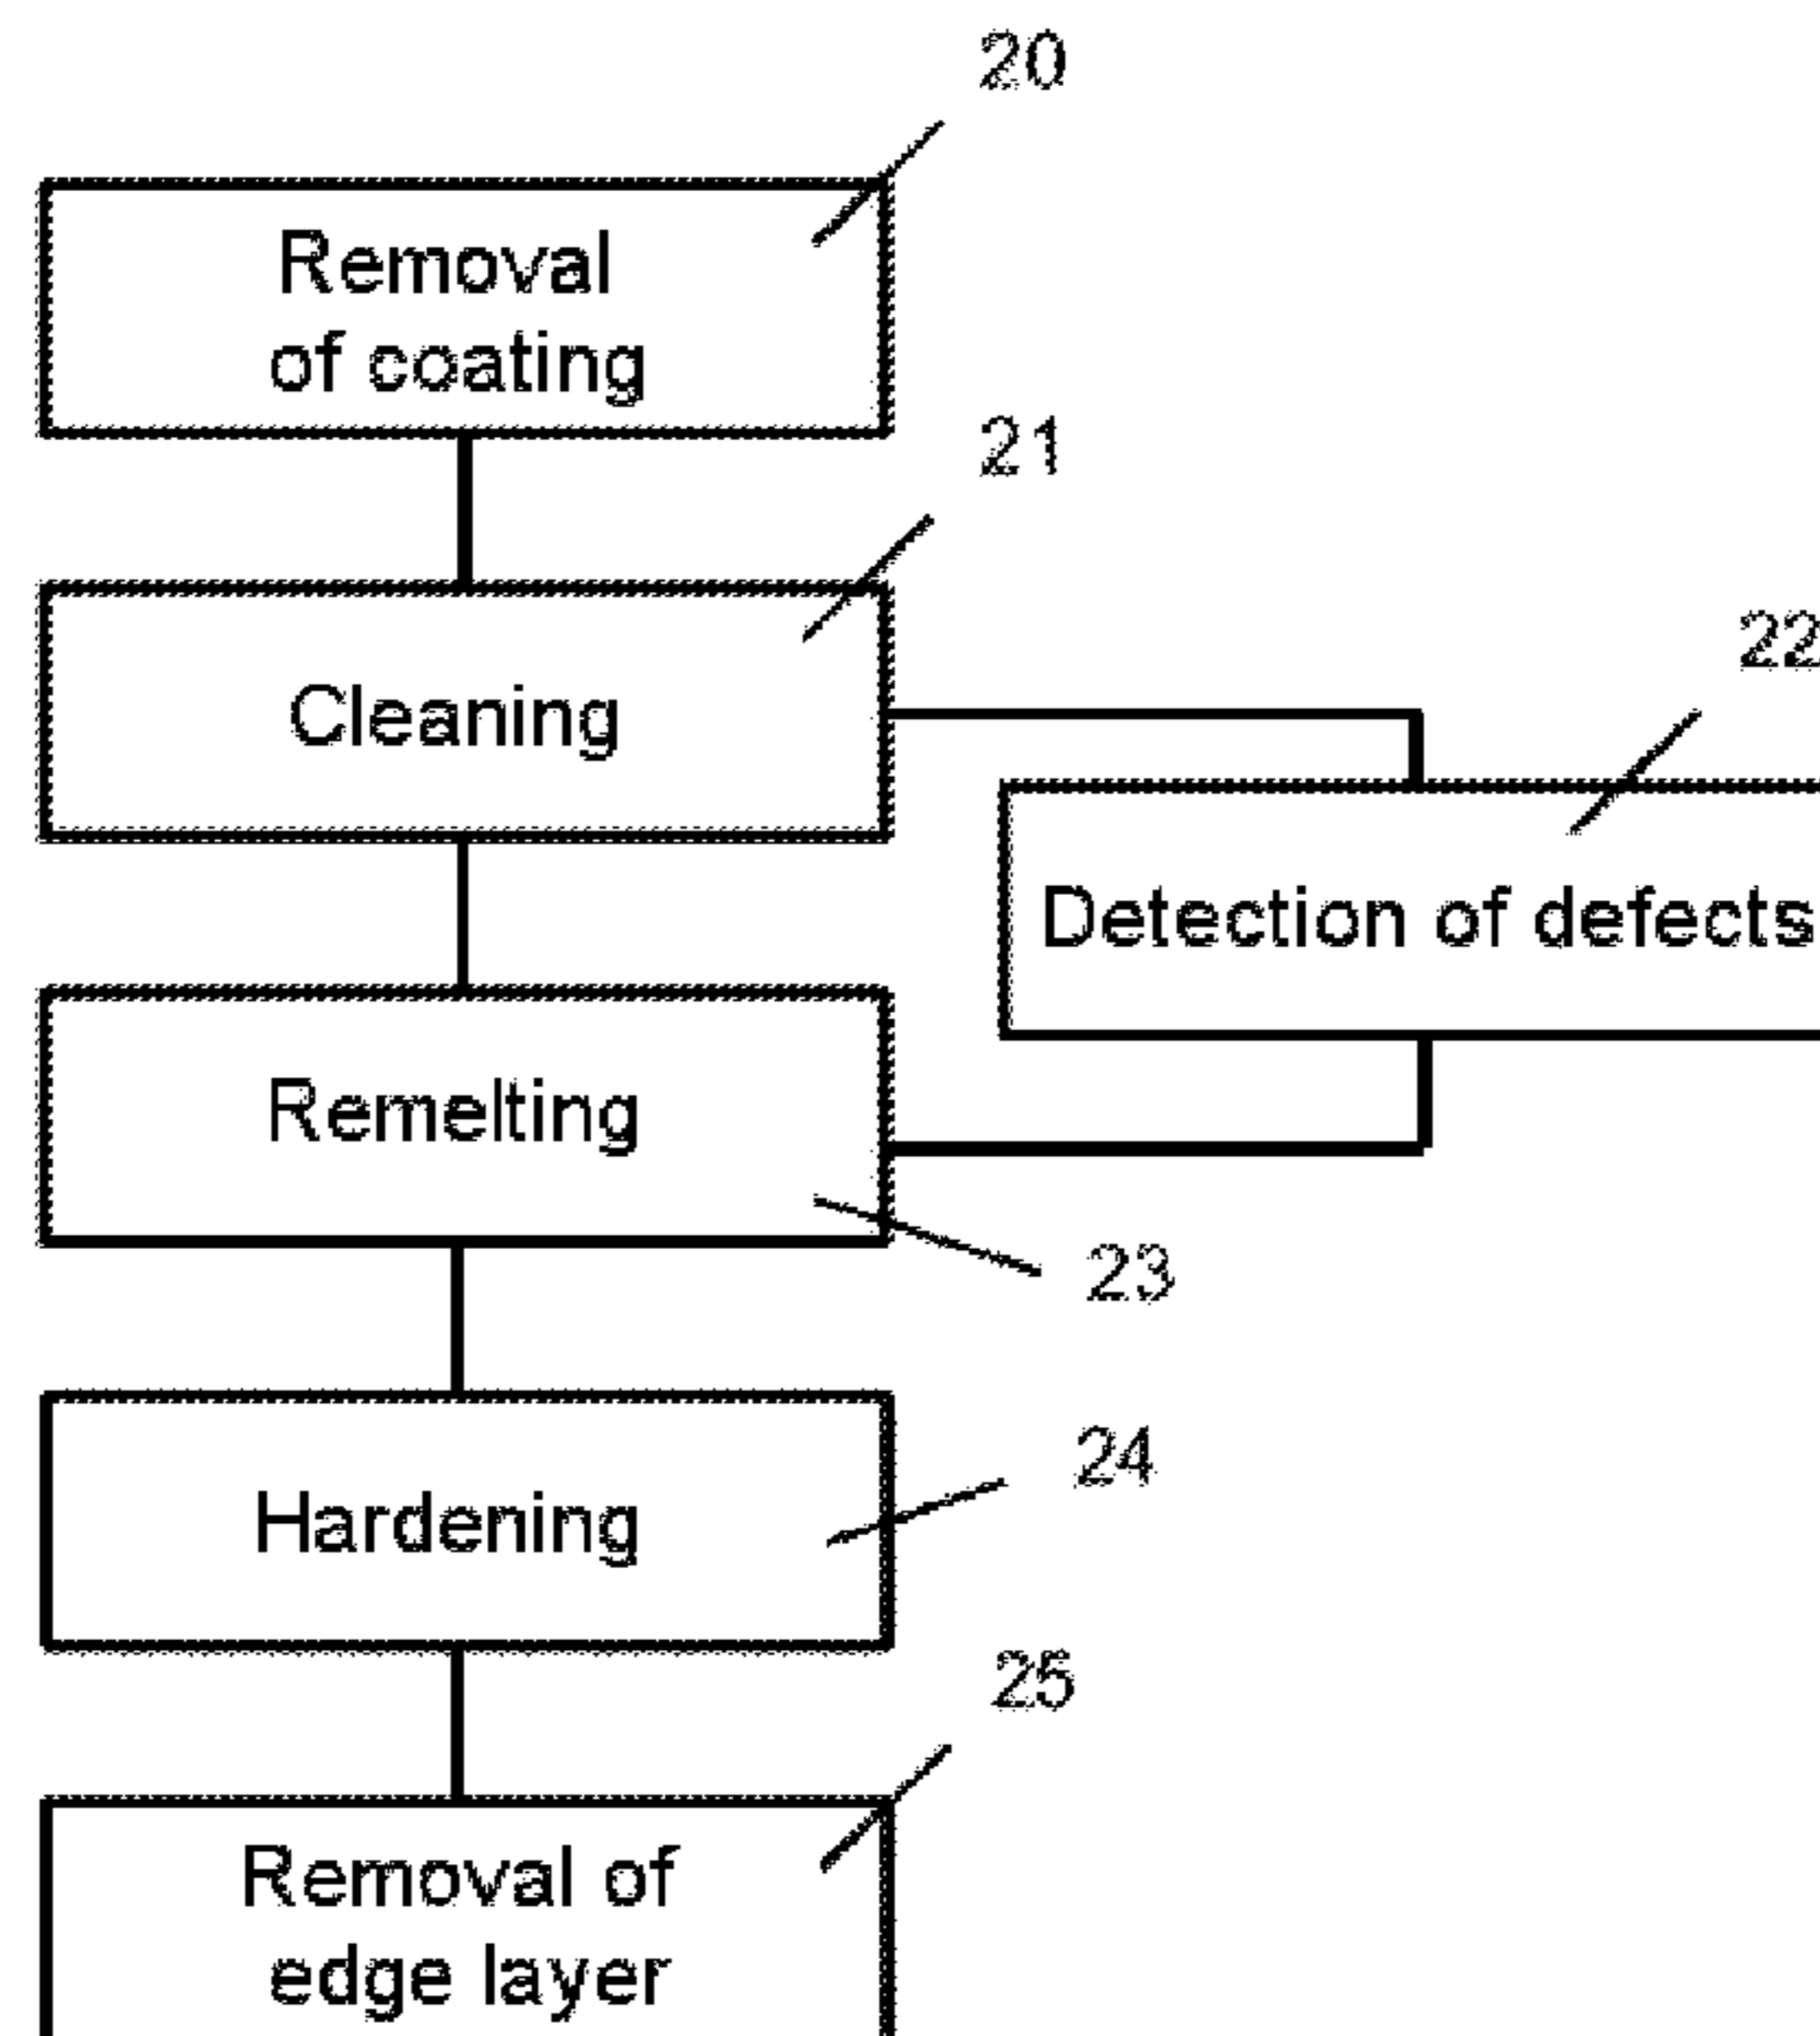 20
Removal
of coating
21
Cleaning
22
Detection of defects
Remelting
23
Hardening
24
25
Removal of
edge layer